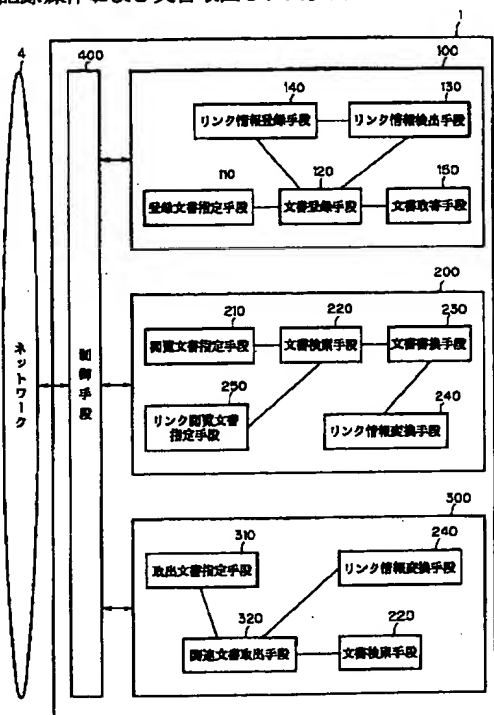 1
4
400
100
140
130
リンク情報登録手段
リンク情報検出手段
110
120
150
登録文書指定手段
文書登録手段
文書取寄手段
200
210
220
230
閲覧文書指定手段
文書検索手段
文書書換手段
ネットワーク
制御手段
250
240
リンク閲覧文書
指定手段
リンク情報変換手段
300
310
240
取出文書指定手段
リンク情報変換手段
320
220
関連文書取出手段
文書検索手段